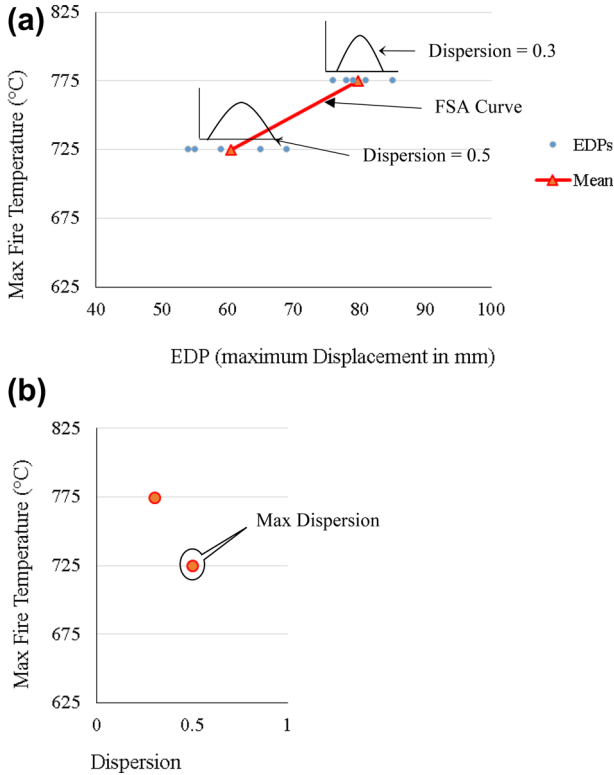 (a)
Max Fire Temperature (°C)
825
775
725
675
625
40
50
60
70
80
90
100
EDP (maximum Displacement in mm)
Dispersion = 0.3
FSA Curve
Dispersion = 0.5
EDPs
Mean
(b)
Max Fire Temperature (°C)
825
775
725
675
625
0
0.5
1
Dispersion
Max Dispersion